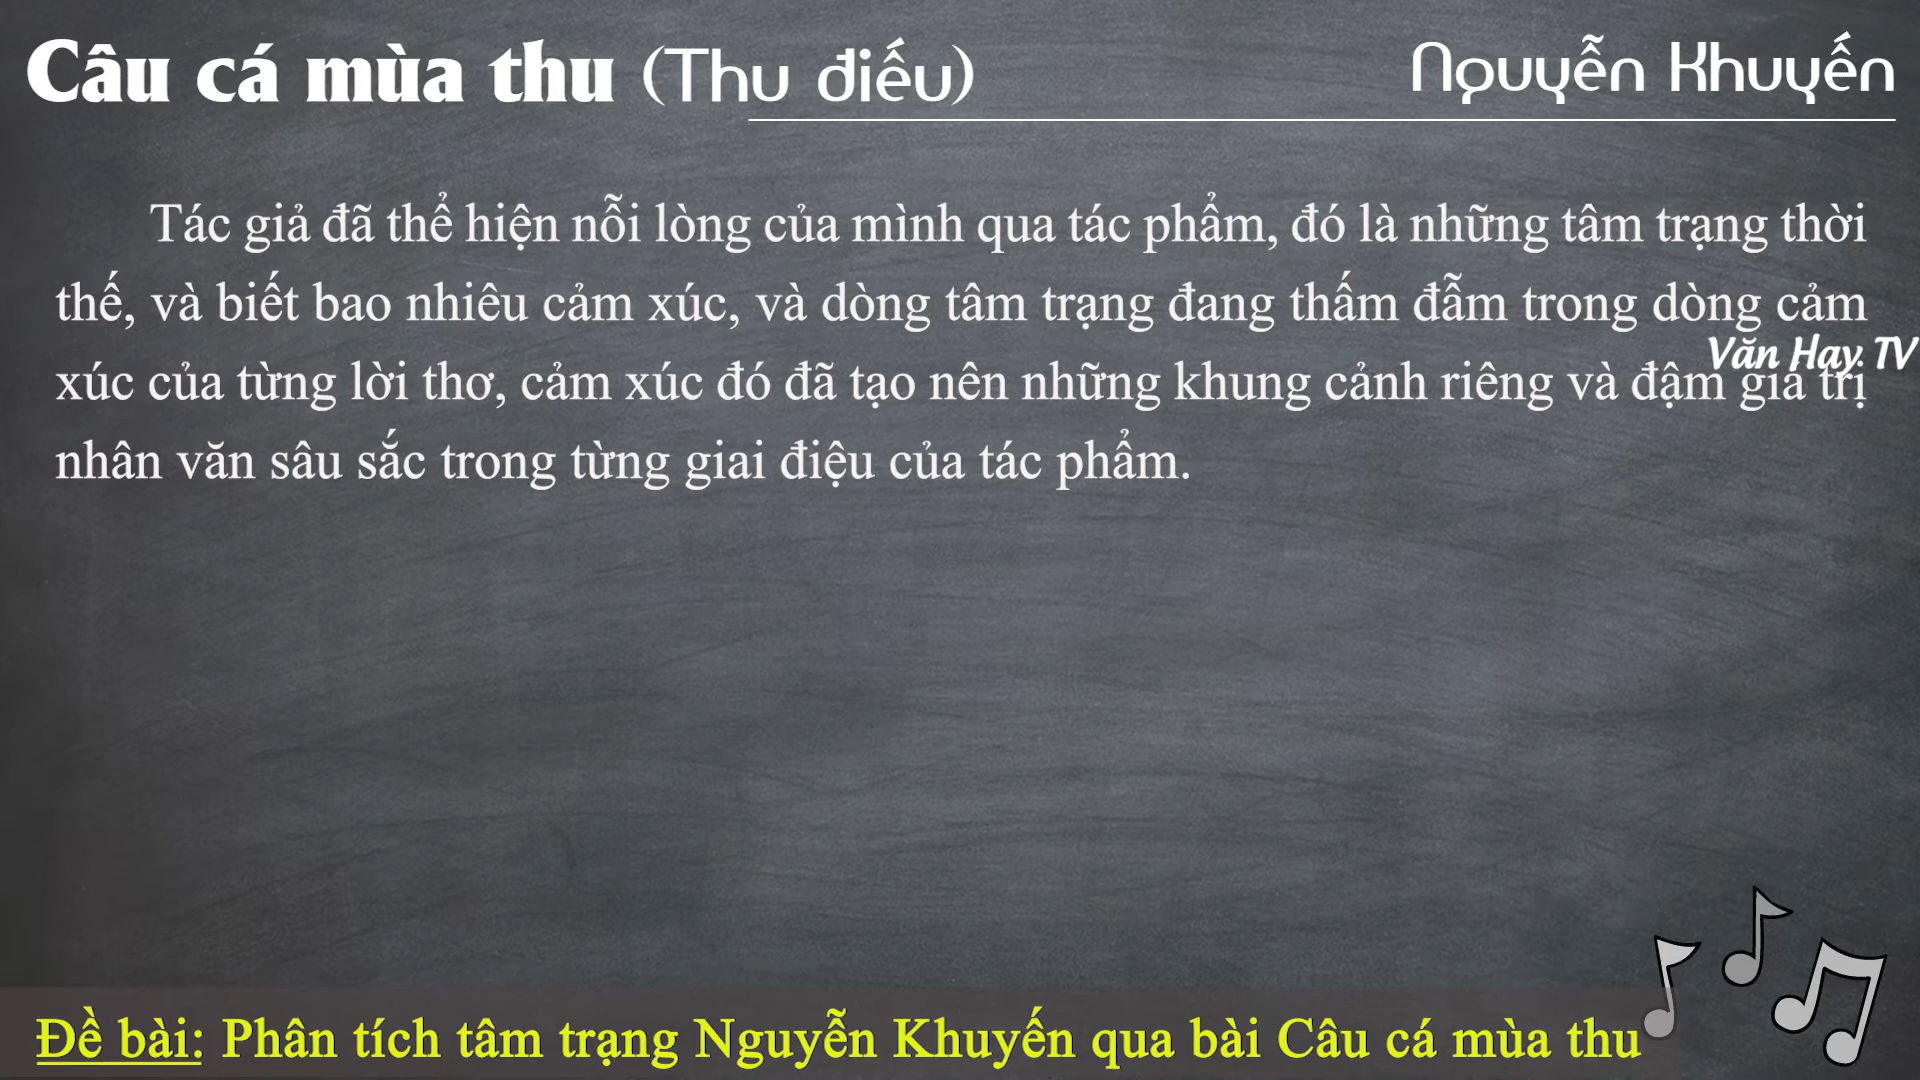 Câu cá mùa thu (Thu điếu)
Nguyễn Khuyến
Tác giả đã thể hiện nỗi lòng của mình qua tác phẩm, đó là những tâm trạng thời
thế, và biết bao nhiêu cảm xúc, và dòng tâm trạng đang thấm đẫm trong dòng cảm
Văn Hay TV
xúc của từng lời thơ, cảm xúc đó đã tạo nên những khung cảnh riêng và đậm giá trị
nhân văn sâu sắc trong từng giai điệu của tác phẩm.
Đề bài: Phân tích tâm trạng Nguyễn Khuyến qua bài Câu cá mùa thu